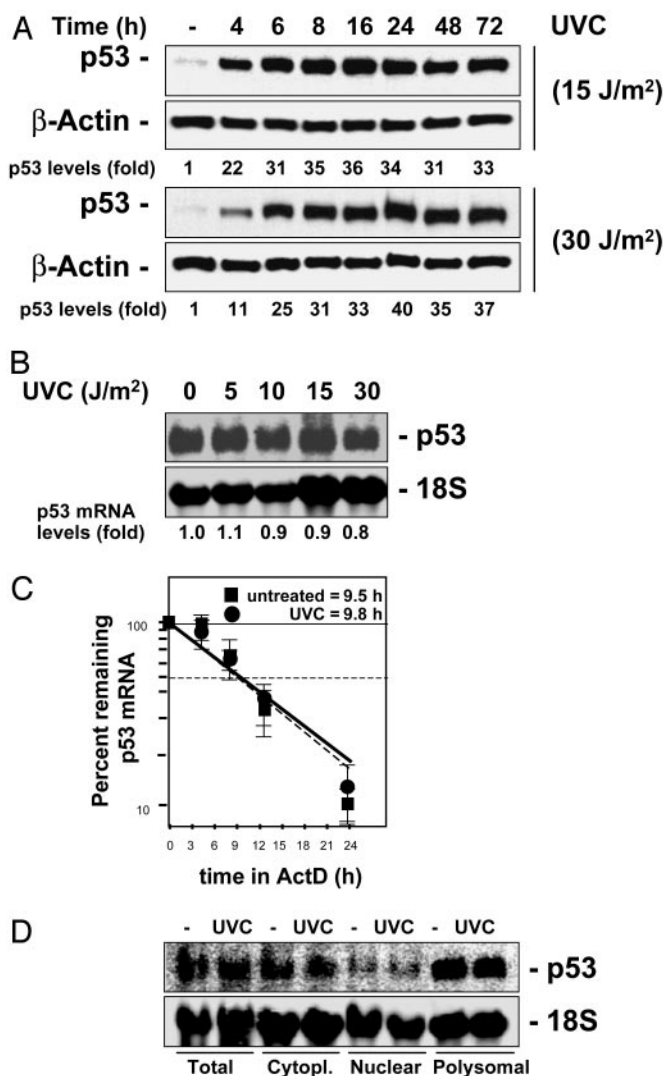 A
Time (h) - 4 6 8 16 24 48 72 UVC
p53 -
(15 J/m²)
β-Actin -
p53 levels (fold) 1 22 31 35 36 34 31 33
p53 -
(30 J/m²)
β-Actin -
p53 levels (fold) 1 11 25 31 33 40 35 37
B
UVC (J/m²) 0 5 10 15 30
- p53
- 18S
p53 mRNA
levels (fold) 1.0 1.1 0.9 0.9 0.8
C
untreated = 9.5 h
UVC = 9.8 h
Percent remaining
p53 mRNA
100
10
0 3 6 9 12 13 15 18 21 24
time in ActD (h)
D
- UVC - UVC - UVC - UVC
- p53
- 18S
Total Cytopl. Nuclear Polysomal